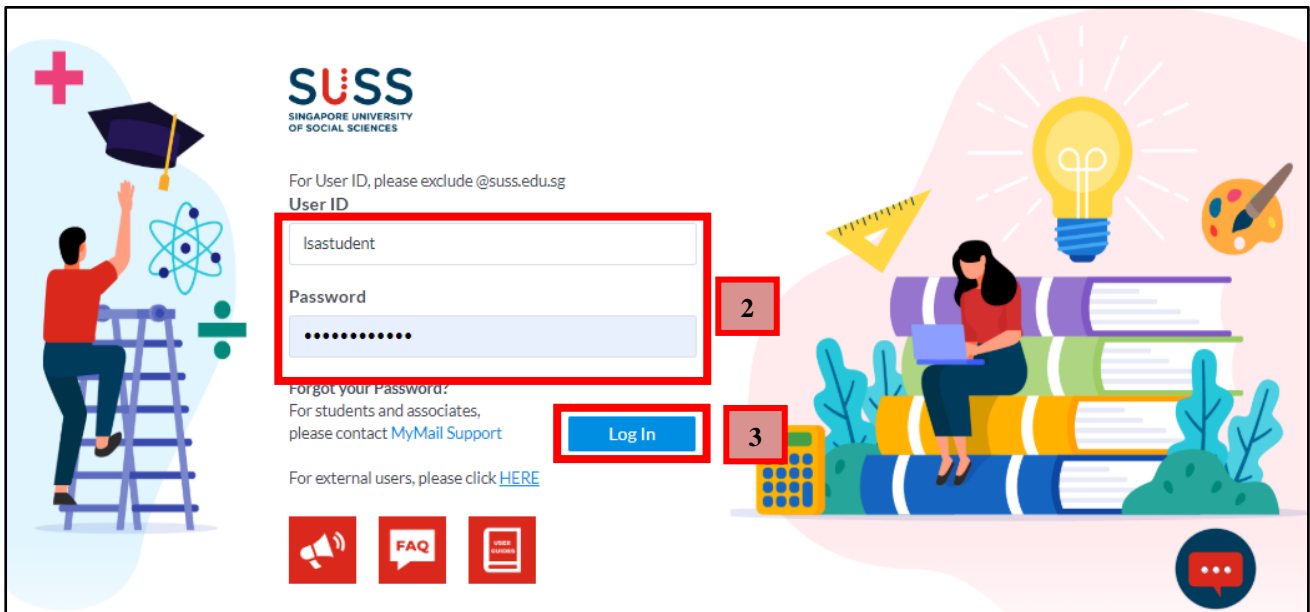 SUSS
SINGAPORE UNIVERSITY
OF SOCIAL SCIENCES
For User ID, please exclude @suss.edu.sg
User ID
lsastudent
Password
••••••••••••
2
Forgot your Password?
For students and associates,
please contact MyMail Support
Log In
3
For external users, please click HERE
FAQ
USER
GUIDES